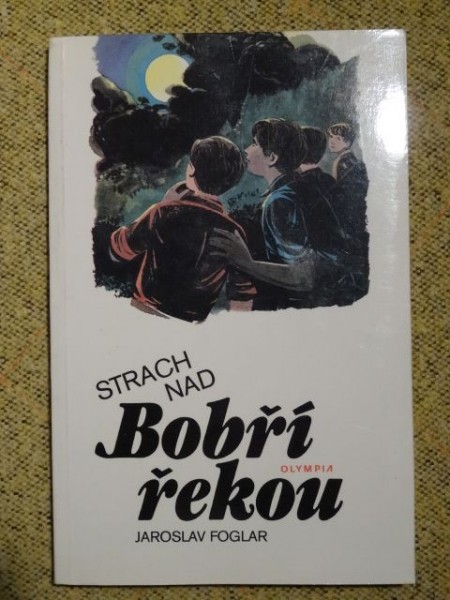 STRACH
NAD
Bobří
OLYMPIA
řekou
JAROSLAV FOGLAR